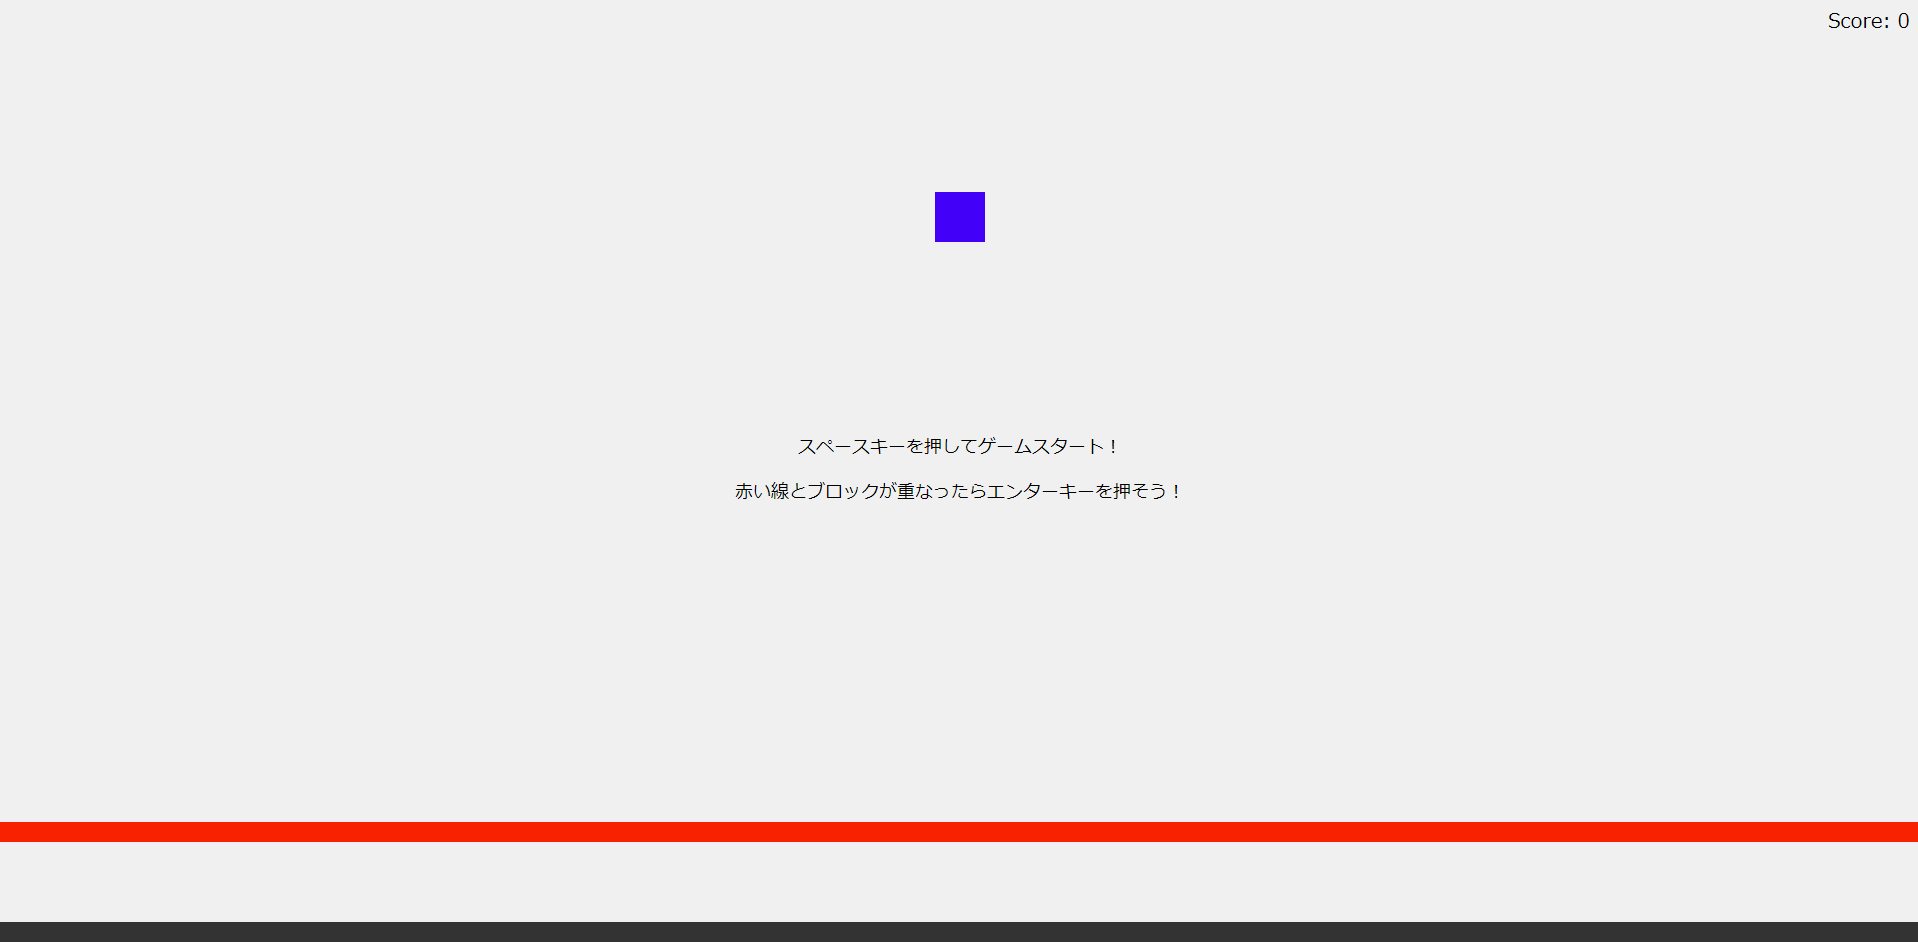 Score: 0
スペースキーを押してゲームスタート！
赤い線とブロックが重なったらエンターキーを押そう！